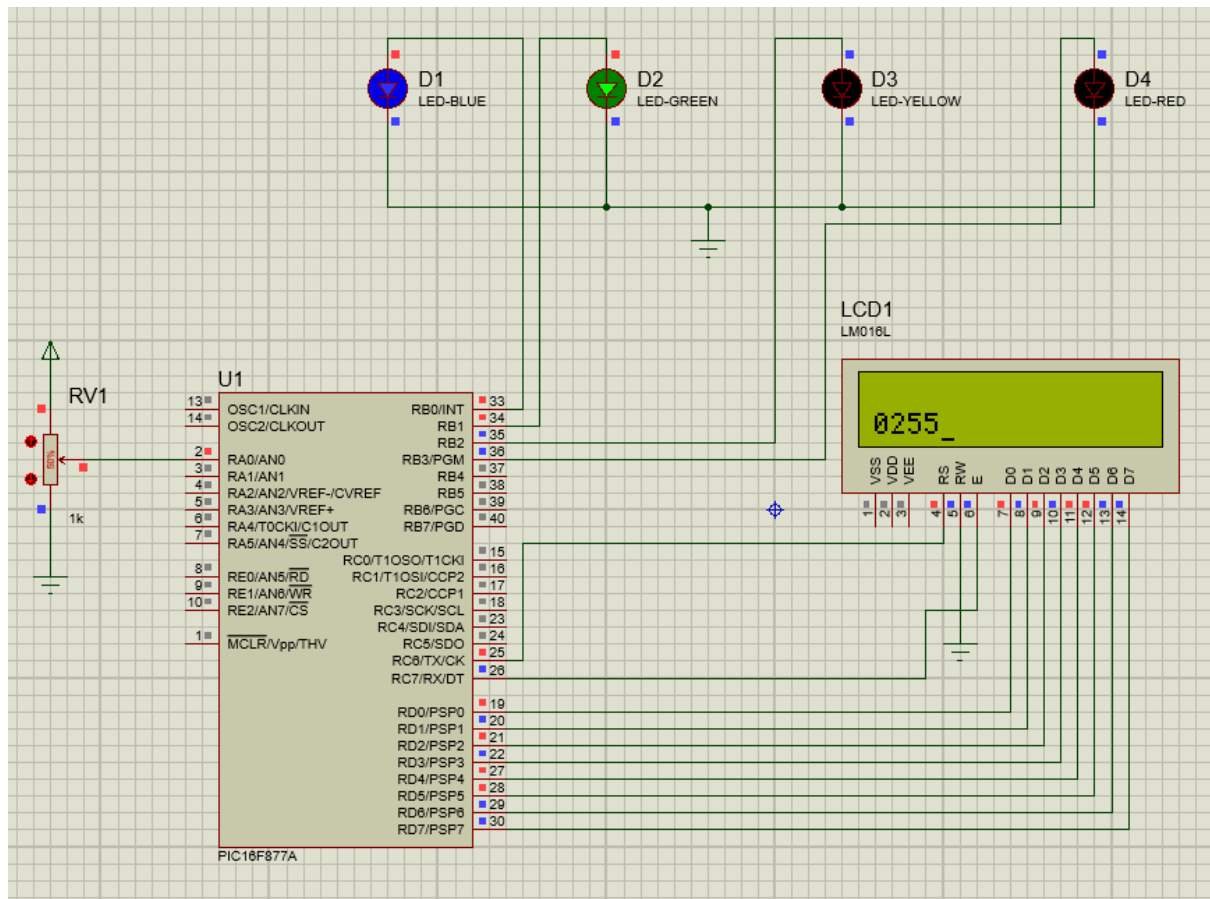 D1
LED-BLUE
D2
LED-GREEN
D3
LED-YELLOW
D4
LED-RED
LCD1
LM016L
0255_
VSS
VDD
VEE
RS
RW
E
D0
D1
D2
D3
D4
D5
D6
D7
1
2
3
4
5
6
7
8
9
10
11
12
13
14
RV1
50%
1k
U1
13 OSC1/CLKIN
14 OSC2/CLKOUT
2 RA0/AN0
3 RA1/AN1
4 RA2/AN2/VREF-/CVREF
5 RA3/AN3/VREF+
6 RA4/T0CKI/C1OUT
7 RA5/AN4/SS/C2OUT
8 RE0/AN5/RD
9 RE1/AN6/WR
10 RE2/AN7/CS
1 MCLR/Vpp/THV
RB0/INT 33
RB1 34
RB2 35
RB3/PGM 36
RB4 37
RB5 38
RB6/PGC 39
RB7/PGD 40
RC0/T1OSO/T1CKI 15
RC1/T1OSI/CCP2 16
RC2/CCP1 17
RC3/SCK/SCL 18
RC4/SDI/SDA 23
RC5/SDO 24
RC6/TX/CK 25
RC7/RX/DT 26
RD0/PSP0 19
RD1/PSP1 20
RD2/PSP2 21
RD3/PSP3 22
RD4/PSP4 27
RD5/PSP5 28
RD6/PSP6 29
RD7/PSP7 30
PIC16F877A